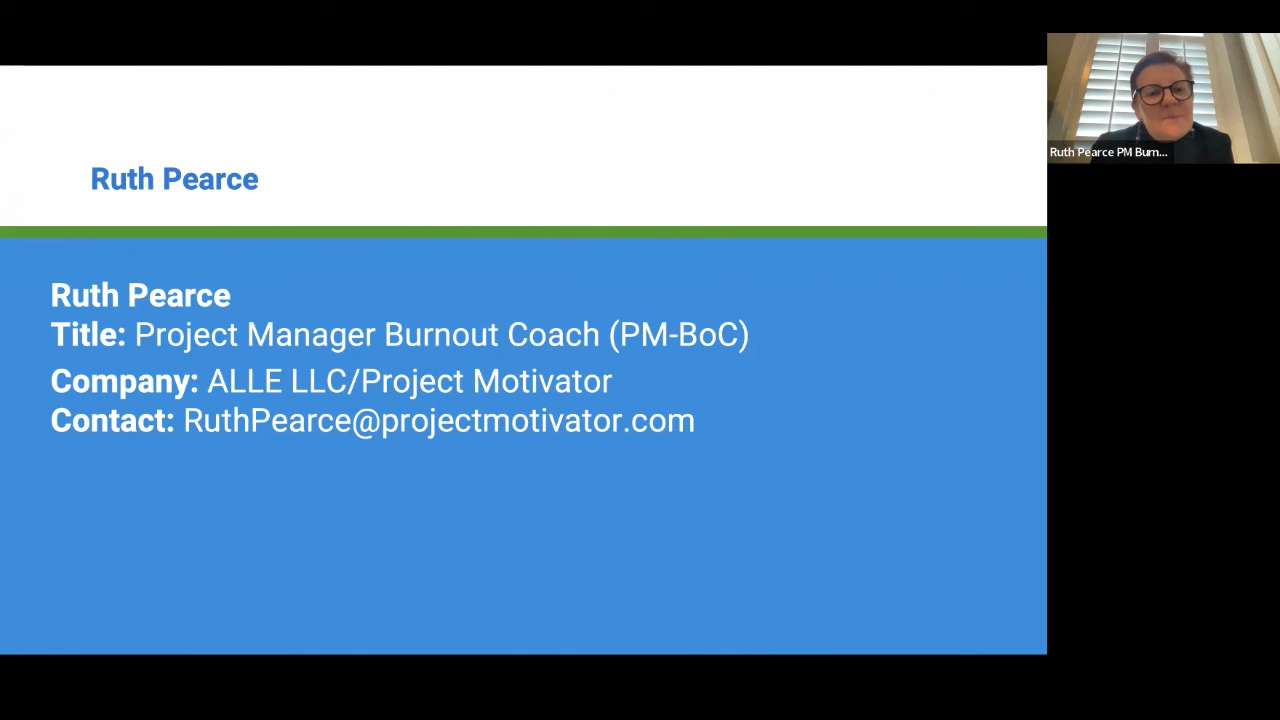 Ruth Pearce
Ruth Pearce
Title: Project Manager Burnout Coach (PM-BoC)
Company: ALLE LLC/Project Motivator
Contact: RuthPearce@projectmotivator.com
Ruth Pearce PM Burn...